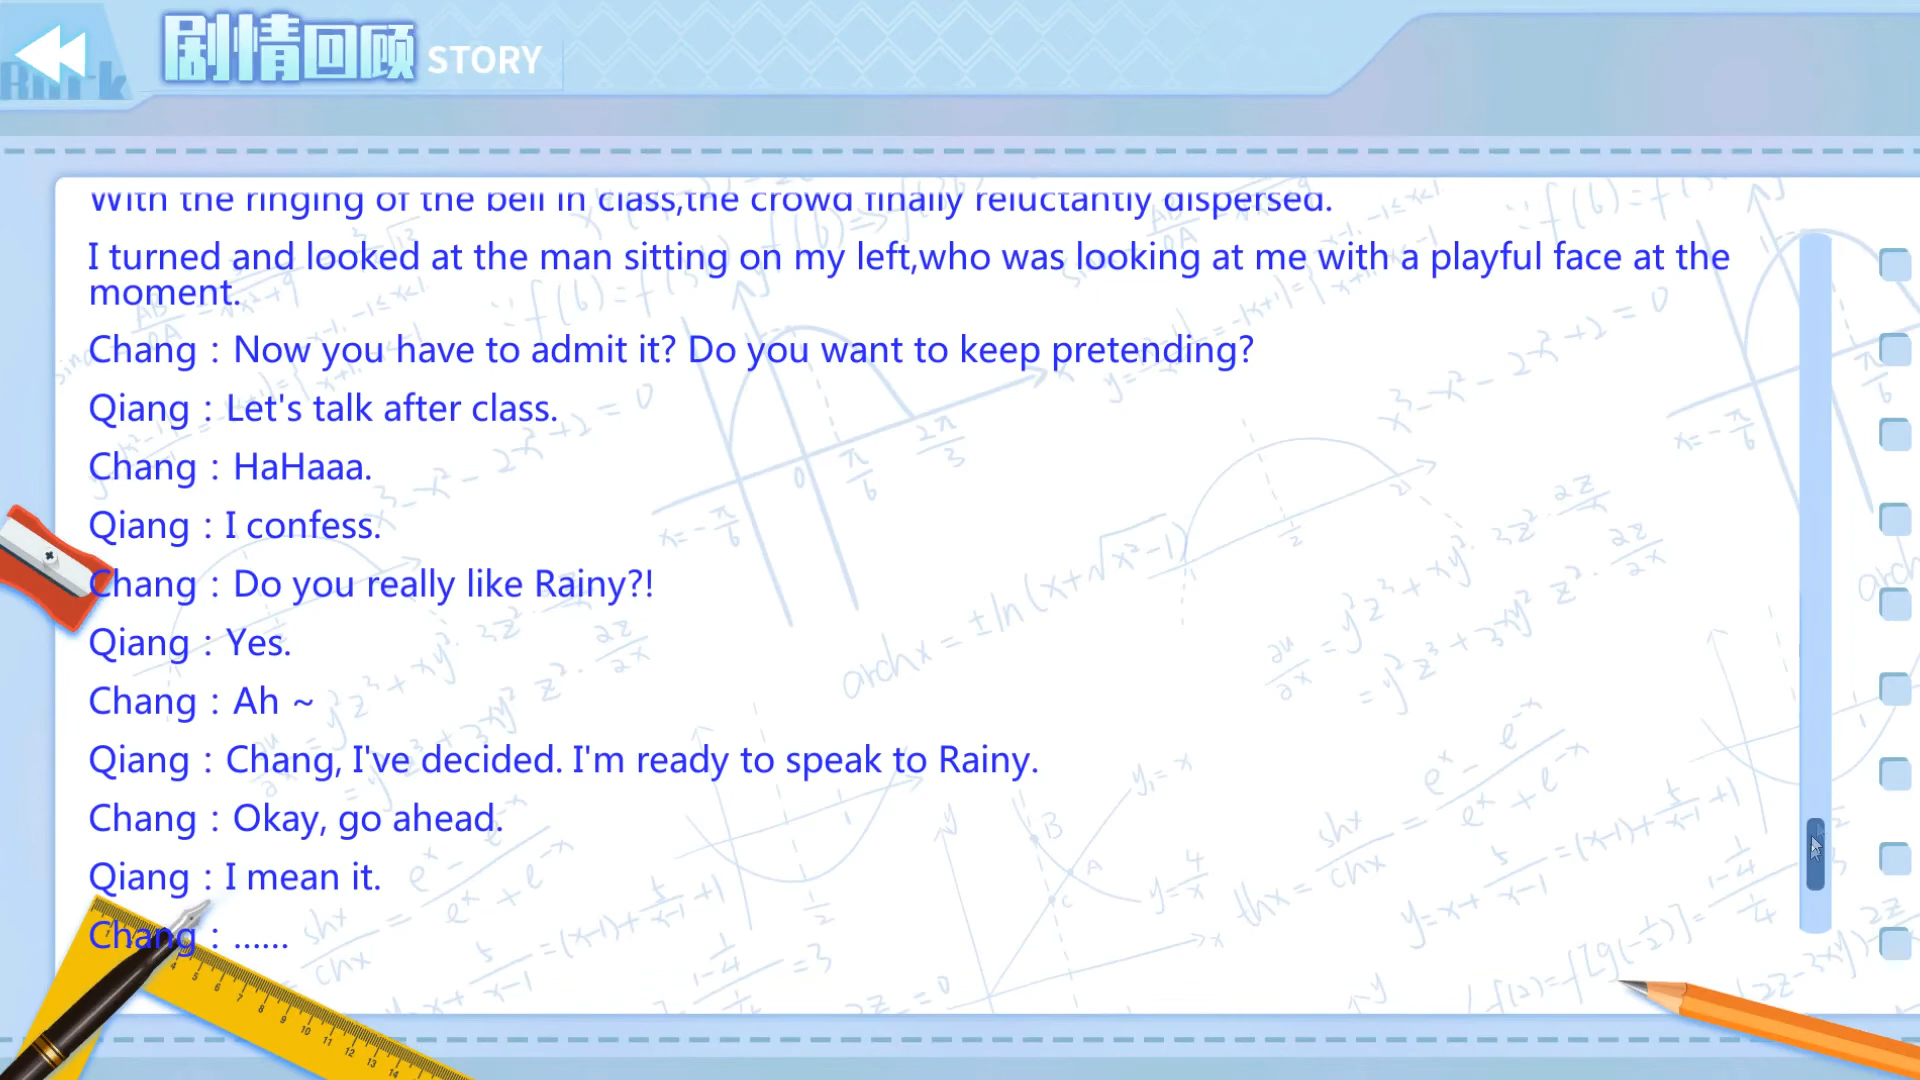 剧情回顾 STORY
With the ringing of the bell in class,the crowd finally reluctantly dispersed.
I turned and looked at the man sitting on my left,who was looking at me with a playful face at the
moment.
Chang：Now you have to admit it? Do you want to keep pretending?
Qiang：Let's talk after class.
Chang：HaHaaa.
Qiang：I confess.
Chang：Do you really like Rainy?!
Qiang：Yes.
Chang：Ah ~
Qiang：Chang, I've decided. I'm ready to speak to Rainy.
Chang：Okay, go ahead.
Qiang：I mean it.
Chang：......